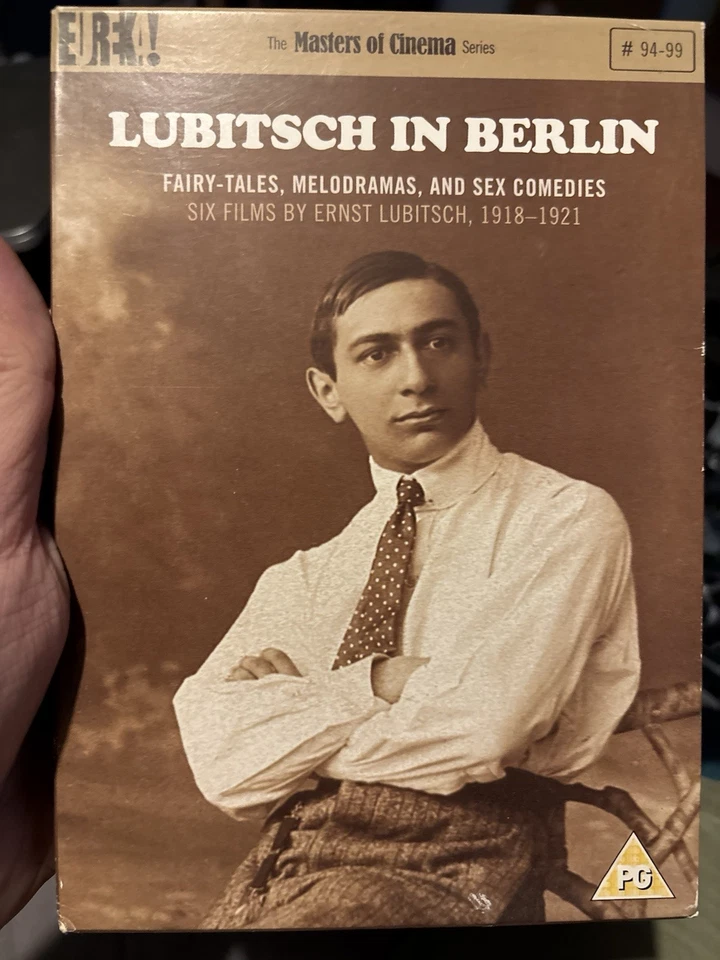 EUREKA!
The Masters of Cinema Series
# 94-99
LUBITSCH IN BERLIN
FAIRY-TALES, MELODRAMAS, AND SEX COMEDIES
SIX FILMS BY ERNST LUBITSCH, 1918–1921
PG